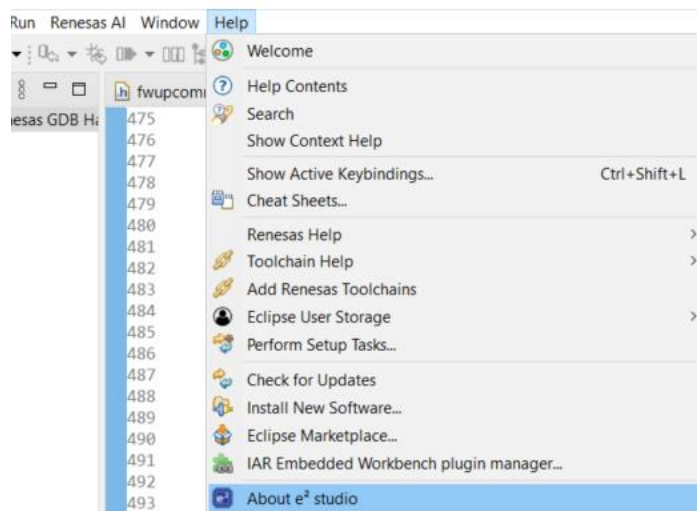 Run Renesas AI Window Help
fwupcom
esas GDB Ha
475
476
477
478
479
480
481
482
483
484
485
486
487
488
489
490
491
492
493
Welcome
Help Contents
Search
Show Context Help
Show Active Keybindings... Ctrl+Shift+L
Cheat Sheets...
Renesas Help
Toolchain Help
Add Renesas Toolchains
Eclipse User Storage
Perform Setup Tasks...
Check for Updates
Install New Software...
Eclipse Marketplace...
IAR Embedded Workbench plugin manager...
About e² studio